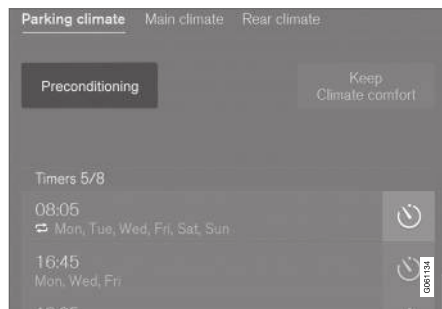 Parking climate Main climate Rear climate
Preconditioning
Keep
Climate comfort
Timers 5/8
08:05
Mon, Tue, Wed, Fri, Sat, Sun
16:45
Mon, Wed, Fri
G061134